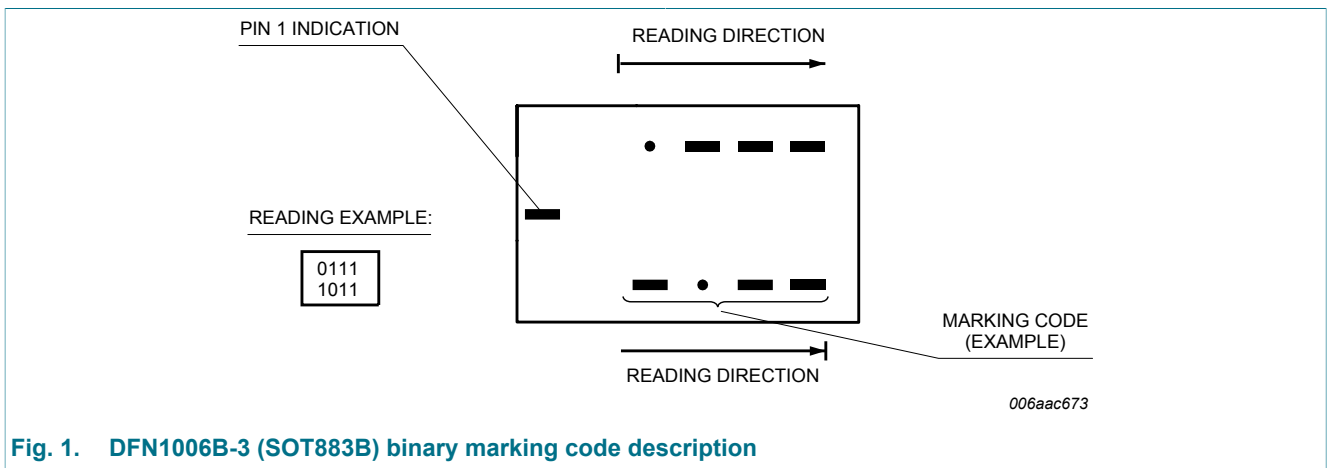 PIN 1 INDICATION
READING DIRECTION
READING EXAMPLE:
0111
1011
MARKING CODE
(EXAMPLE)
READING DIRECTION
006aac673
Fig. 1. DFN1006B-3 (SOT883B) binary marking code description